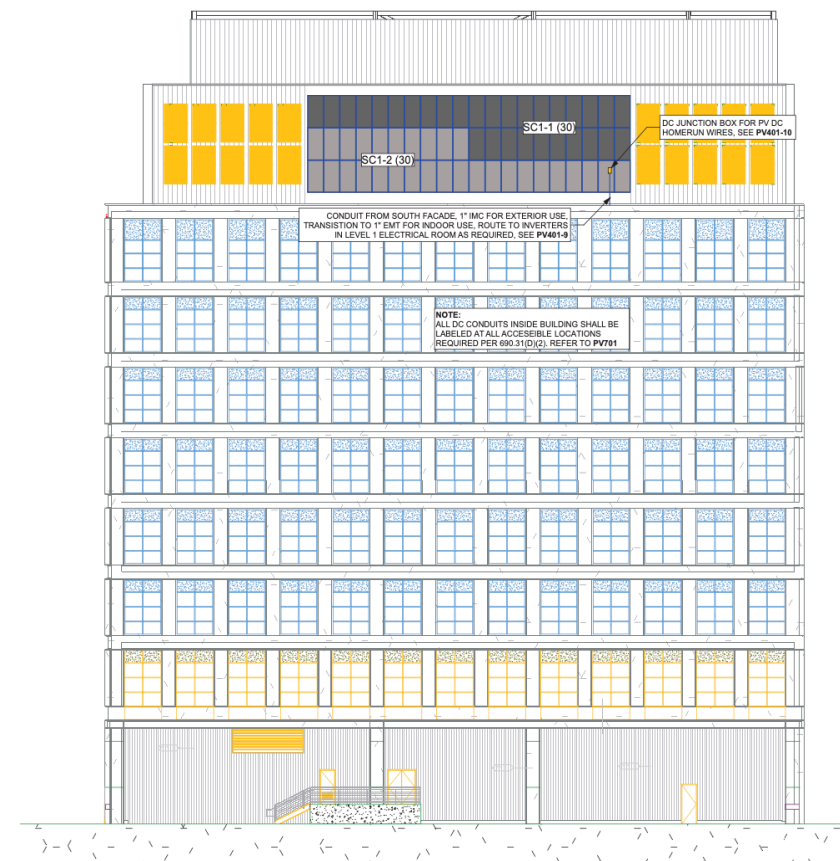 SC1-1 (30)
DC JUNCTION BOX FOR PV DC
HOMERUN WIRES, SEE PV401-10
SC1-2 (30)
CONDUIT FROM SOUTH FACADE, 1" IMC FOR EXTERIOR USE,
TRANSISTION TO 1" EMT FOR INDOOR USE, ROUTE TO INVERTERS
IN LEVEL 1 ELECTRICAL ROOM AS REQUIRED, SEE PV401-9
NOTE:
ALL DC CONDUITS INSIDE BUILDING SHALL BE
LABELED AT ALL ACCESEIBLE LOCATIONS
REQUIRED PER 690.31(D)(2). REFER TO PV701